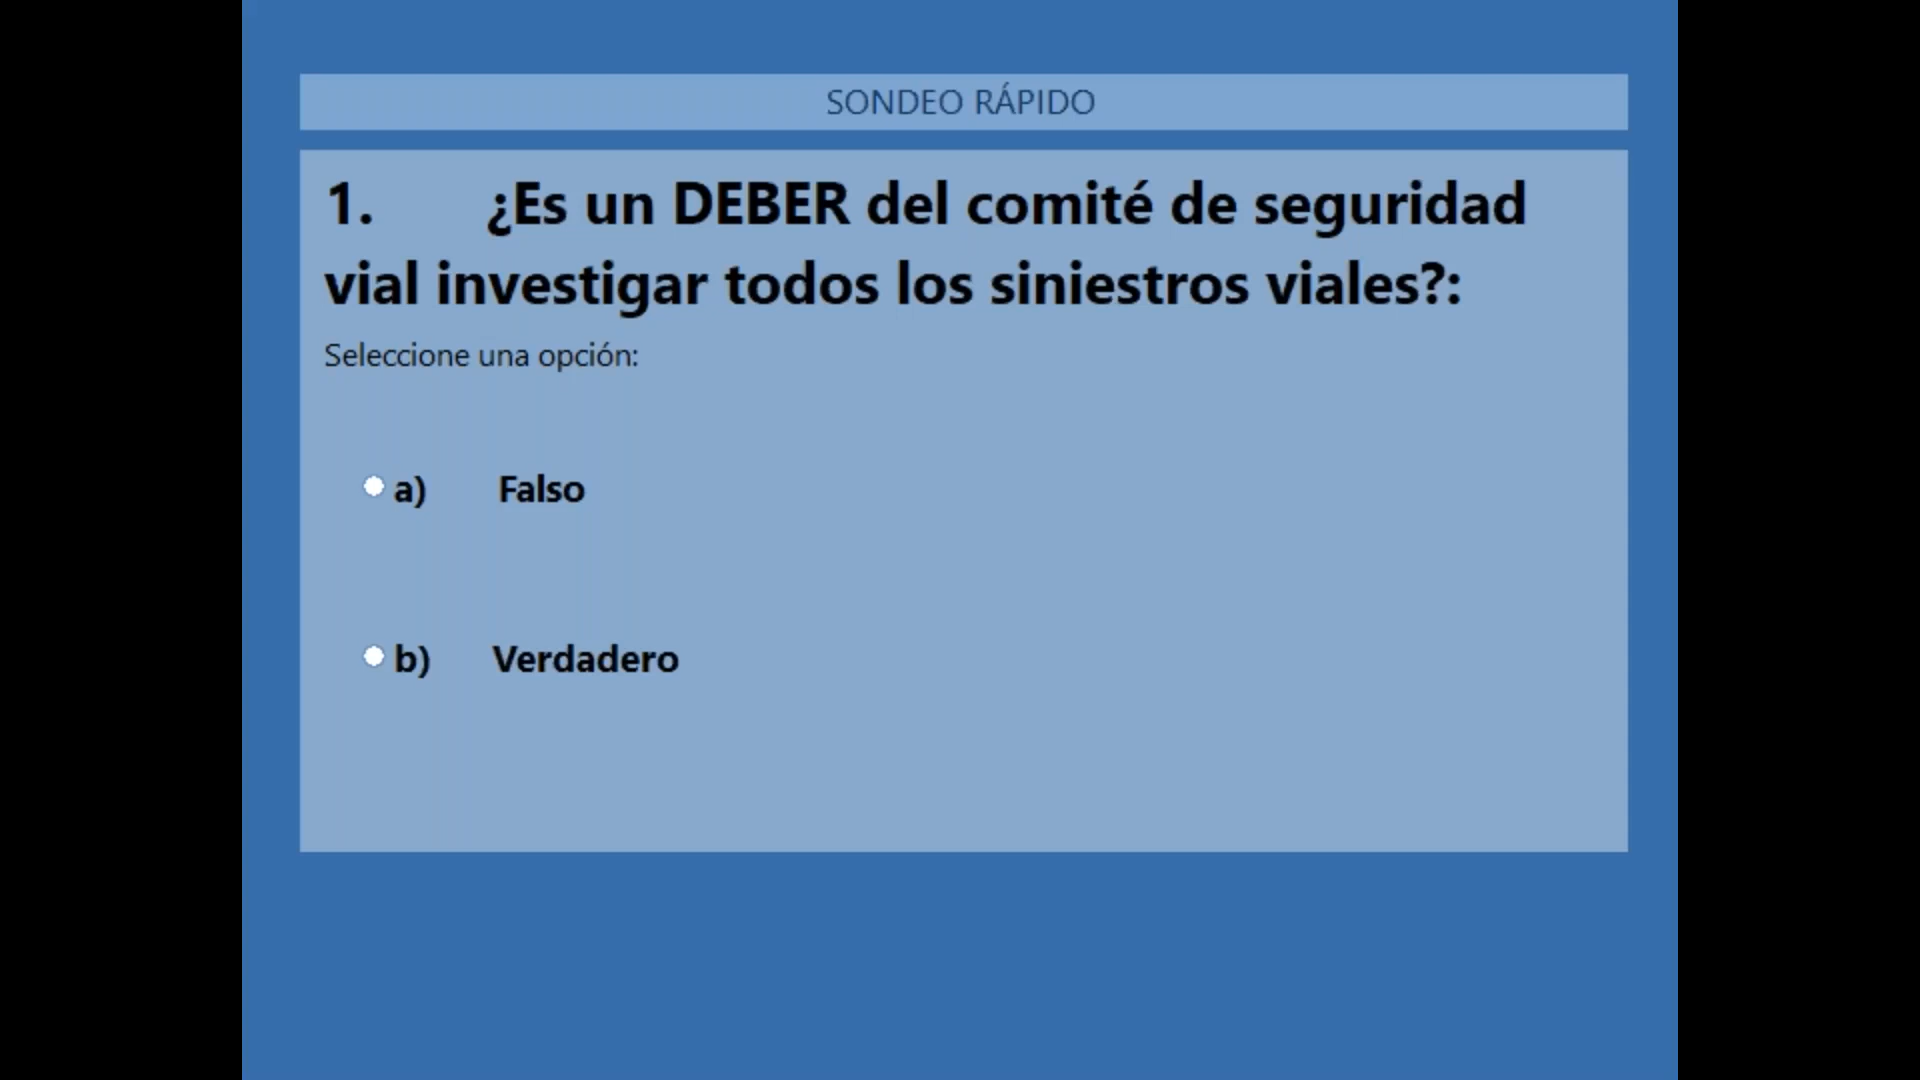 SONDEO RÁPIDO
1. ¿Es un DEBER del comité de seguridad
vial investigar todos los siniestros viales?:
Seleccione una opción:
a) Falso
b) Verdadero